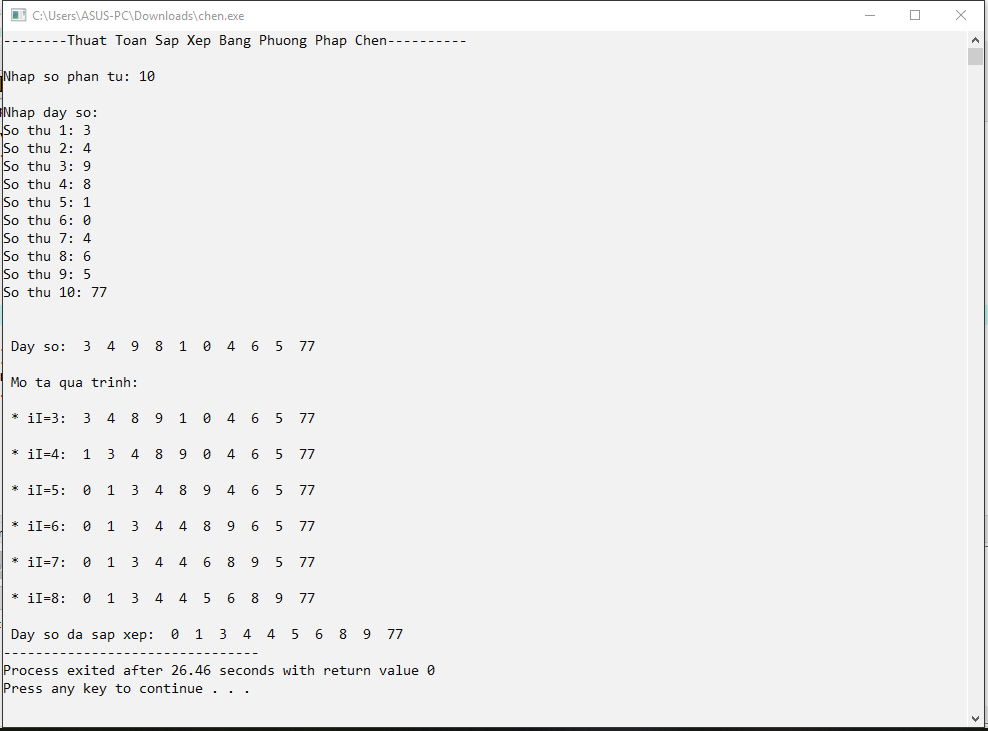 C:\Users\ASUS-PC\Downloads\chen.exe
--------Thuat Toan Sap Xep Bang Phuong Phap Chen----------
Nhap so phan tu: 10
Nhap day so:
So thu 1: 3
So thu 2: 4
So thu 3: 9
So thu 4: 8
So thu 5: 1
So thu 6: 0
So thu 7: 4
So thu 8: 6
So thu 9: 5
So thu 10: 77
Day so:  3  4  9  8  1  0  4  6  5  77
Mo ta qua trinh:
* iI=3:  3  4  8  9  1  0  4  6  5  77
* iI=4:  1  3  4  8  9  0  4  6  5  77
* iI=5:  0  1  3  4  8  9  4  6  5  77
* iI=6:  0  1  3  4  4  8  9  6  5  77
* iI=7:  0  1  3  4  4  6  8  9  5  77
* iI=8:  0  1  3  4  4  5  6  8  9  77
Day so da sap xep:  0  1  3  4  4  5  6  8  9  77
--------------------------------
Process exited after 26.46 seconds with return value 0
Press any key to continue . . .